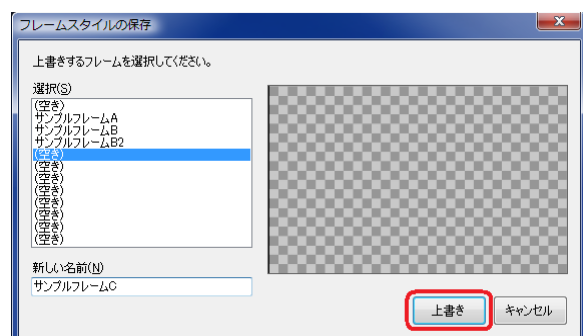 フレームスタイルの保存
上書きするフレームを選択してください。
選択(S)
(空き)
サンプルフレームA
サンプルフレームB
サンプルフレームB2
(空き)
(空き)
(空き)
(空き)
(空き)
(空き)
(空き)
(空き)
新しい名前(N)
サンプルフレームC
上書き
キャンセル